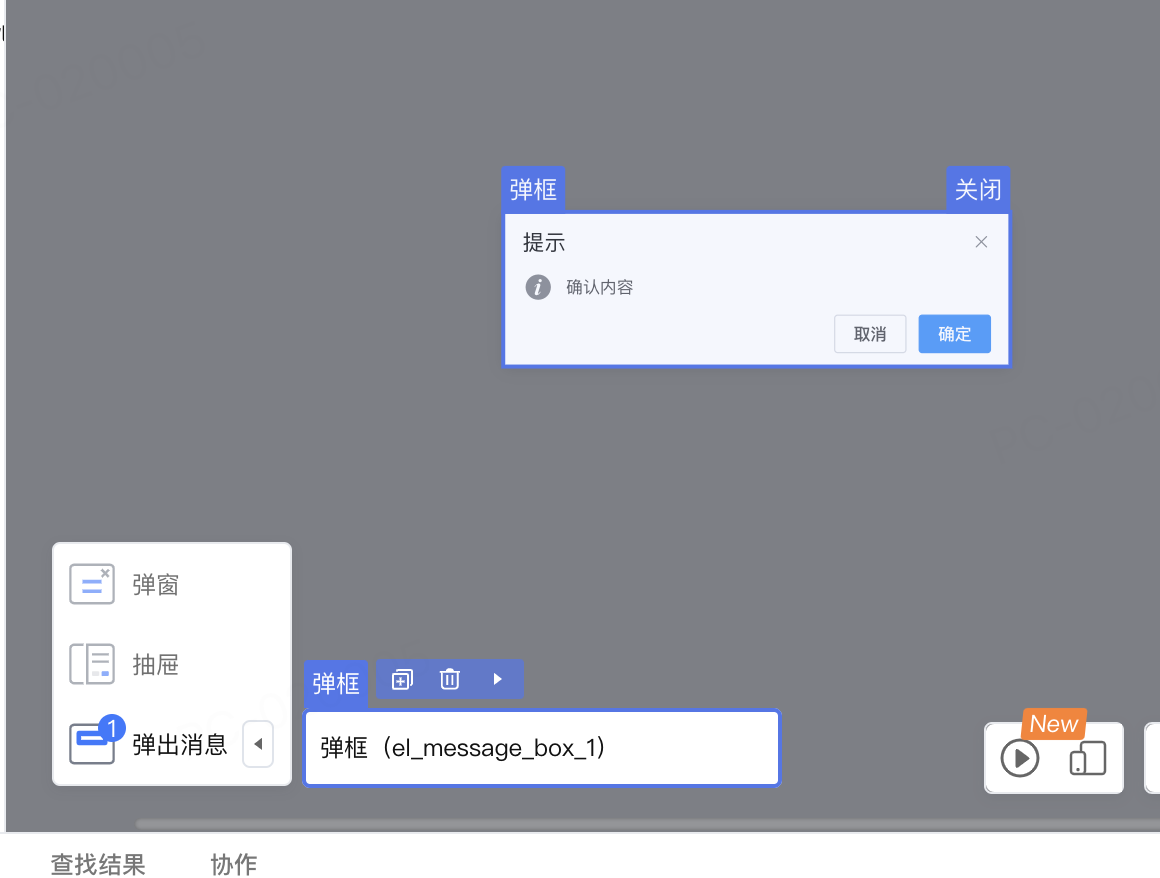 弹框
关闭
提示
确认内容
取消
确定
弹窗
抽屉
1
弹出消息
弹框
弹框（el_message_box_1）
New
查找结果
协作